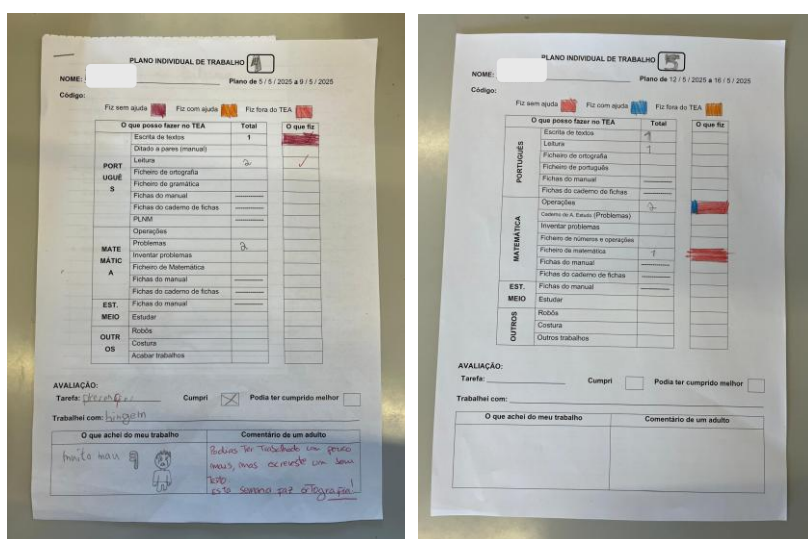 PLANO INDIVIDUAL DE TRABALHO 4
NOME:
Plano de 5 / 5 / 2025 a 9 / 5 / 2025
Código:
Fiz sem ajuda Fiz com ajuda Fiz fora do TEA
O que posso fazer no TEA Total O que fiz
PORTUGUÊS
Escrita de textos 1
Ditado a pares (manual)
Leitura 2
Ficheiro de ortografia
Ficheiro de gramática
Fichas do manual ----------
Fichas do caderno de fichas ----------
PLNM ----------
MATEMÁTICA
Operações
Problemas 2
Inventar problemas
Ficheiro de Matemática
Fichas do manual ----------
Fichas do caderno de fichas ----------
EST. MEIO
Fichas do manual ----------
Estudar
OUTROS
Robôs
Costura
Acabar trabalhos
AVALIAÇÃO:
Tarefa: Cumpri Podia ter cumprido melhor
Trabalhei com:
O que achei do meu trabalho Comentário de um adulto
muito mau
Podias Ter Trabalhado um pouco
mais, mas escreveste um bom
Texto
Esta semana faz oTografia!
PLANO INDIVIDUAL DE TRABALHO 5
NOME:
Plano de 12 / 5 / 2025 a 16 / 5 / 2025
Código:
Fiz sem ajuda Fiz com ajuda Fiz fora do TEA
O que posso fazer no TEA Total O que fiz
PORTUGUÊS
Escrita de textos 1
Leitura 1
Ficheiro de ortografia
Ficheiro de português
Fichas do manual ----------
Fichas do caderno de fichas ----------
MATEMÁTICA
Operações 2
Caderno de A. Estudo (Problemas)
Inventar problemas
Ficheiro de números e operações
Ficheiro da matemática 1
Fichas do manual ----------
Fichas do caderno de fichas ----------
EST. MEIO
Fichas do manual ----------
Estudar
OUTROS
Robôs
Costura
Outros trabalhos
AVALIAÇÃO:
Tarefa: Cumpri Podia ter cumprido melhor
Trabalhei com:
O que achei do meu trabalho Comentário de um adulto